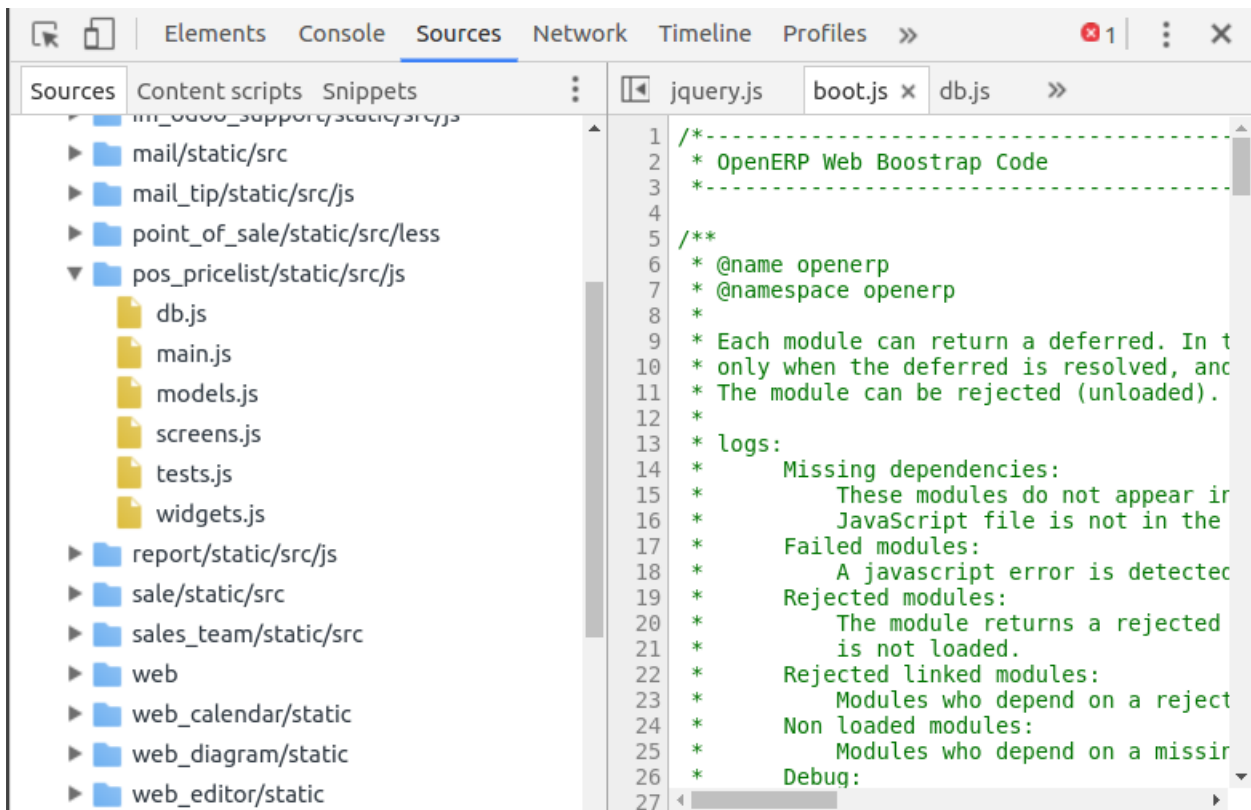 Elements Console Sources Network Timeline Profiles » 1
Sources Content scripts Snippets
im_odoo_support/static/src/js
mail/static/src
mail_tip/static/src/js
point_of_sale/static/src/less
pos_pricelist/static/src/js
db.js
main.js
models.js
screens.js
tests.js
widgets.js
report/static/src/js
sale/static/src
sales_team/static/src
web
web_calendar/static
web_diagram/static
web_editor/static
jquery.js boot.js × db.js »
1 /*----------------------------------------
2 * OpenERP Web Boostrap Code
3 *----------------------------------------
4
5 /**
6 * @name openerp
7 * @namespace openerp
8 *
9 * Each module can return a deferred. In t
10 * only when the deferred is resolved, and
11 * The module can be rejected (unloaded).
12 *
13 * logs:
14 * Missing dependencies:
15 * These modules do not appear in
16 * JavaScript file is not in the
17 * Failed modules:
18 * A javascript error is detected
19 * Rejected modules:
20 * The module returns a rejected
21 * is not loaded.
22 * Rejected linked modules:
23 * Modules who depend on a reject
24 * Non loaded modules:
25 * Modules who depend on a missin
26 * Debug:
27